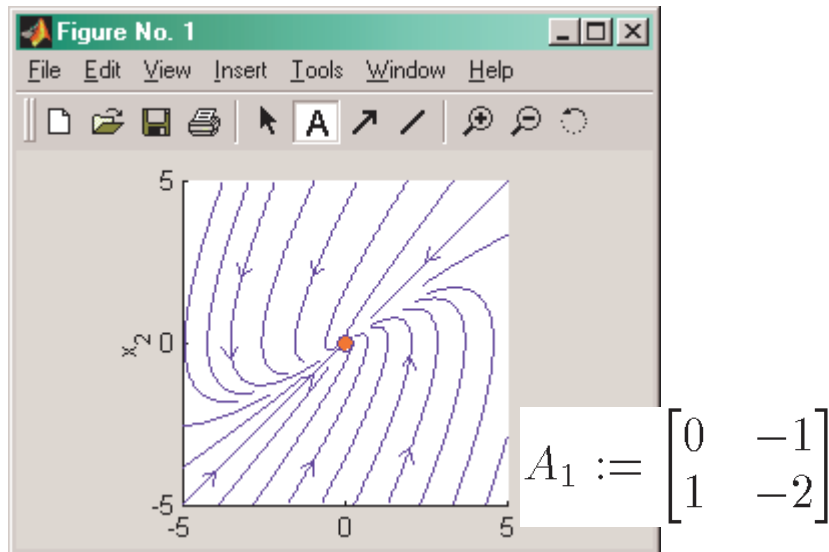 Figure No. 1
File Edit View Insert Tools Window Help
A
5
x2 0
-5
-5 0 5
A1 := [0 -1
1 -2]